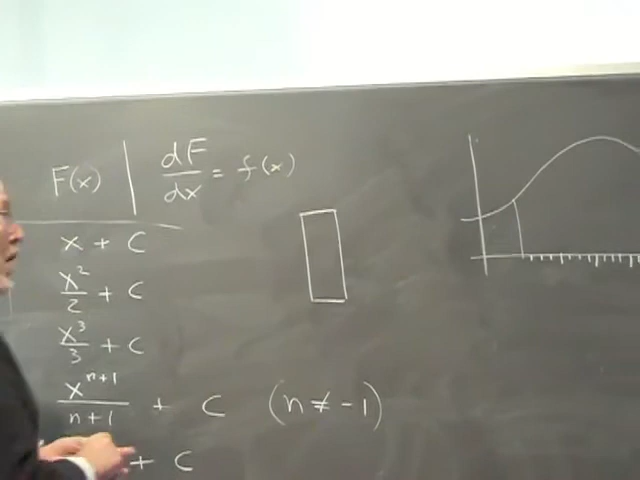 F(x) | dF/dx = f(x)
x + C
x²/2 + C
x³/3 + C
xⁿ⁺¹/n+1 + C (n ≠ -1)
+ C